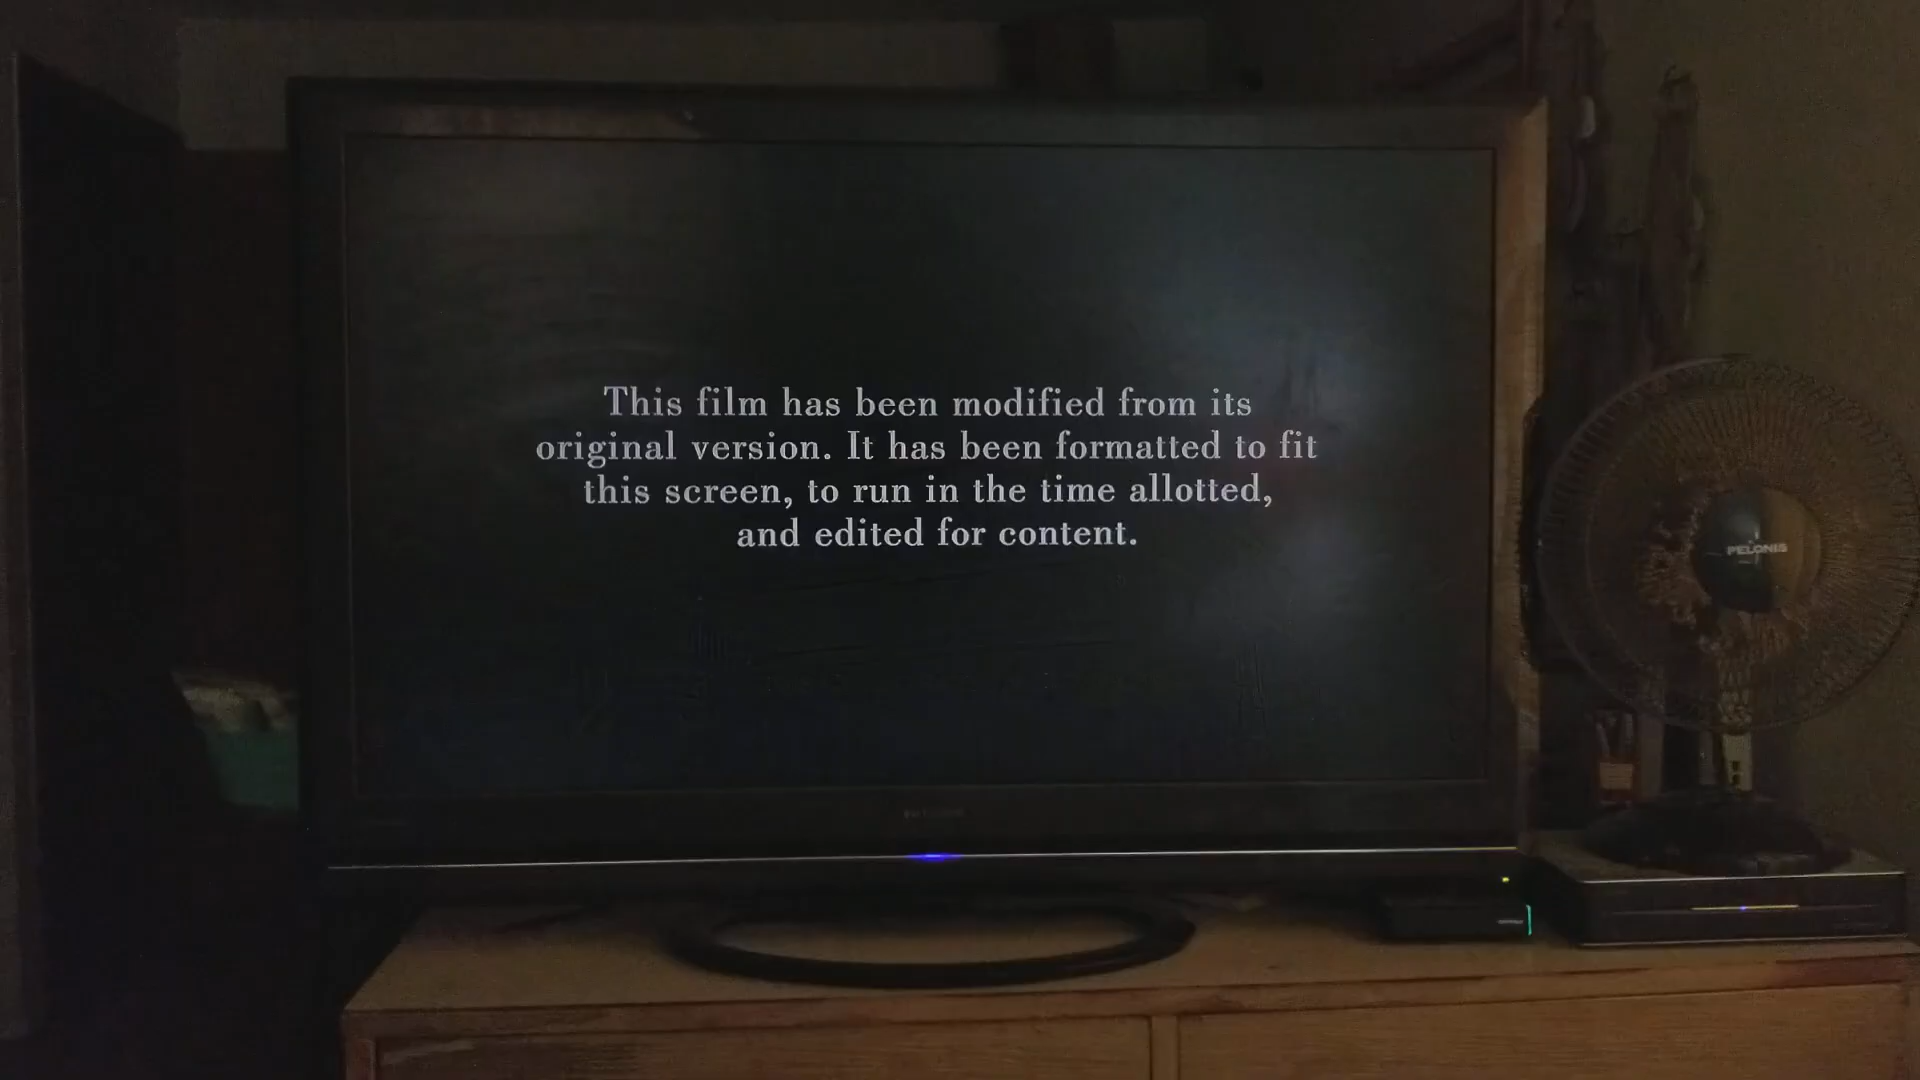 This film has been modified from its
original version. It has been formatted to fit
this screen, to run in the time allotted,
and edited for content.
PELONIS